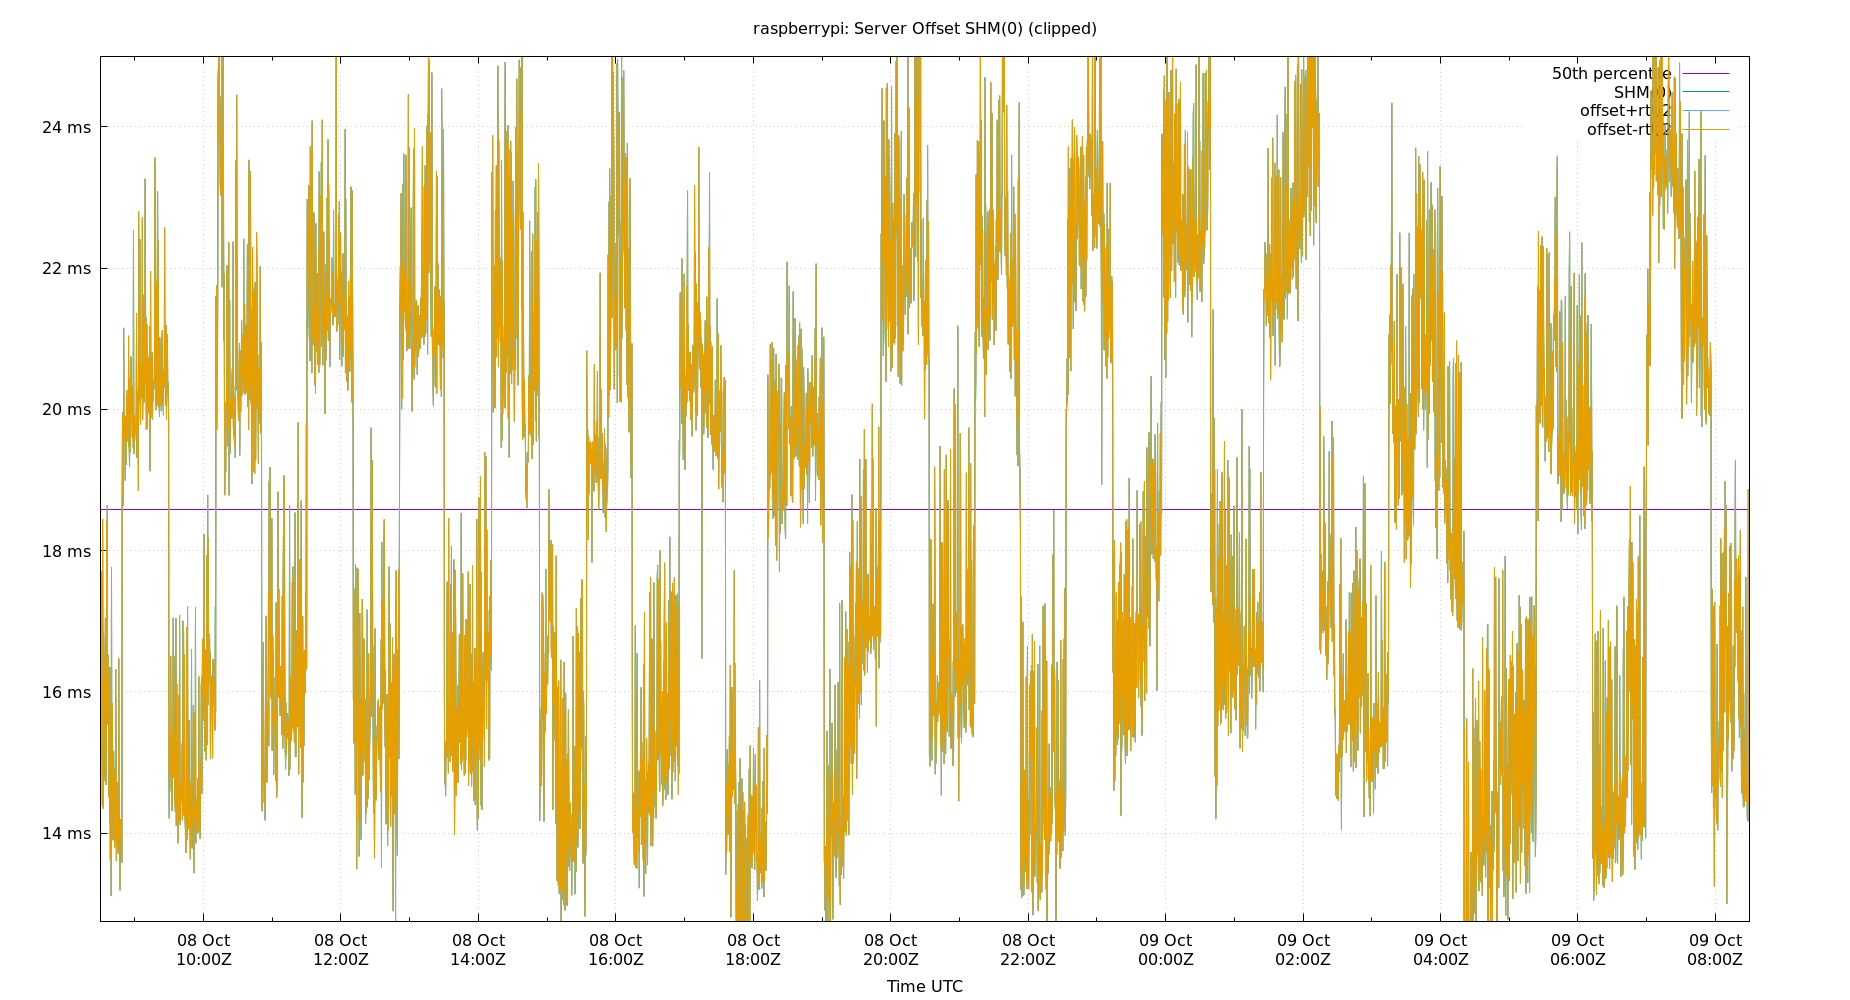 raspberrypi: Server Offset SHM(0) (clipped)
50th percentile
SHM(0)
offset+rtt/2
offset-rtt/2
24 ms
22 ms
20 ms
18 ms
16 ms
14 ms
08 Oct 08 Oct 08 Oct 08 Oct 08 Oct 08 Oct 08 Oct 09 Oct 09 Oct 09 Oct 09 Oct 09 Oct
10:00Z 12:00Z 14:00Z 16:00Z 18:00Z 20:00Z 22:00Z 00:00Z 02:00Z 04:00Z 06:00Z 08:00Z
Time UTC